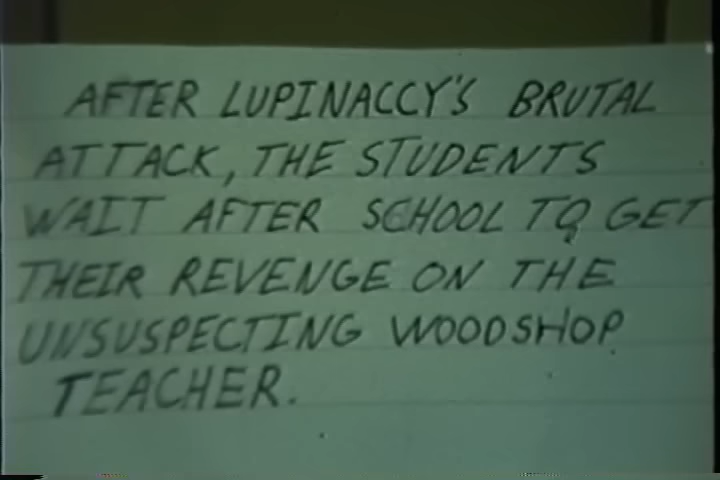 AFTER LUPINACCY'S BRUTAL
ATTACK, THE STUDENTS
WAIT AFTER SCHOOL TO GET
THEIR REVENGE ON THE
UNSUSPECTING WOODSHOP
TEACHER.